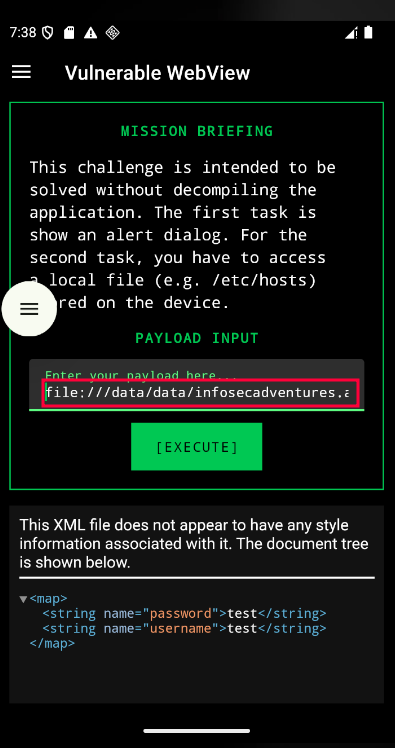 7:38
Vulnerable WebView
MISSION BRIEFING
This challenge is intended to be
solved without decompiling the
application. The first task is
show an alert dialog. For the
second task, you have to access
a local file (e.g. /etc/hosts)
on the device.
PAYLOAD INPUT
Enter your payload here...
file:///data/data/infosecadventures.a
[EXECUTE]
This XML file does not appear to have any style
information associated with it. The document tree
is shown below.
▼<map>
<string name="password">test</string>
<string name="username">test</string>
</map>